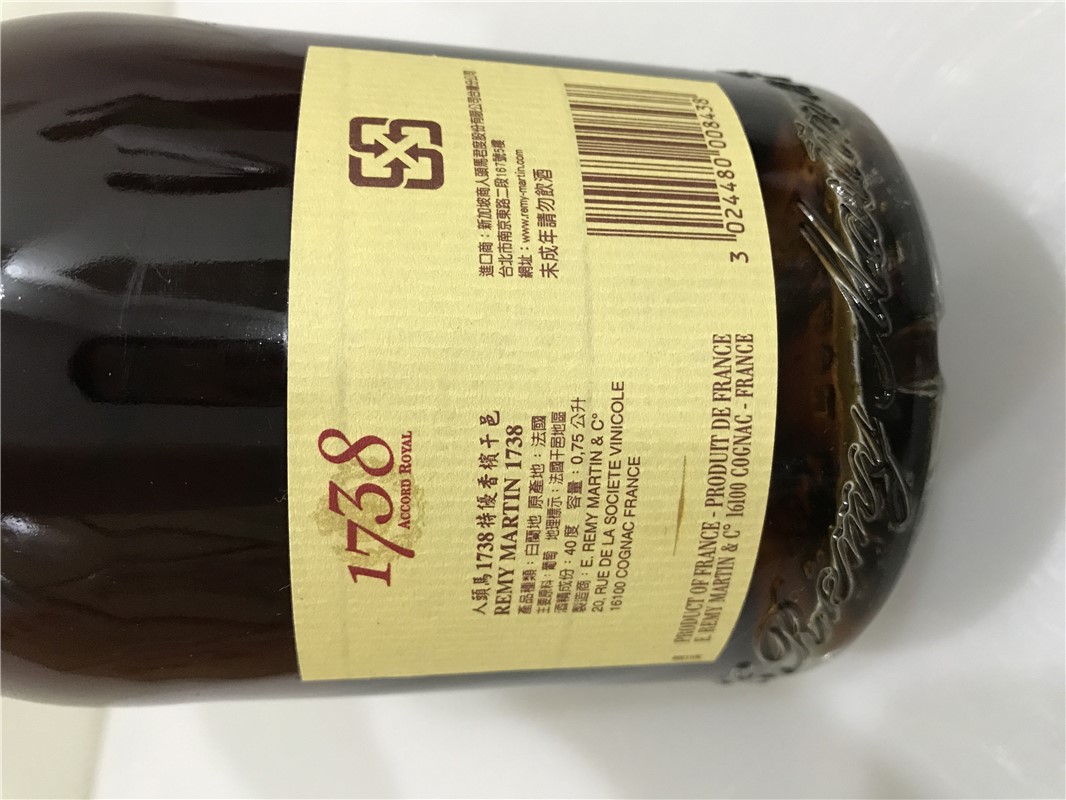 1738
ACCORD ROYAL
人頭馬 1738 特優香檳干邑
REMY MARTIN 1738
產品種類：白蘭地 原產地：法國
主要原料：葡萄 地理標示：法國干邑地區
酒精成份：40度 容量：0,75 公升
製造商：E. REMY MARTIN & C°
20, RUE DE LA SOCIETE VINICOLE
16100 COGNAC FRANCE
PRODUCT OF FRANCE - PRODUIT DE FRANCE
E. REMY MARTIN & C° 16100 COGNAC - FRANCE
進口商：新加坡商人頭馬君度股份有限公司台灣分公司
台北市南京東路二段167號5樓
網址：www.remy-martin.com
未成年請勿飲酒
3 024480 008438
Rémy Martin